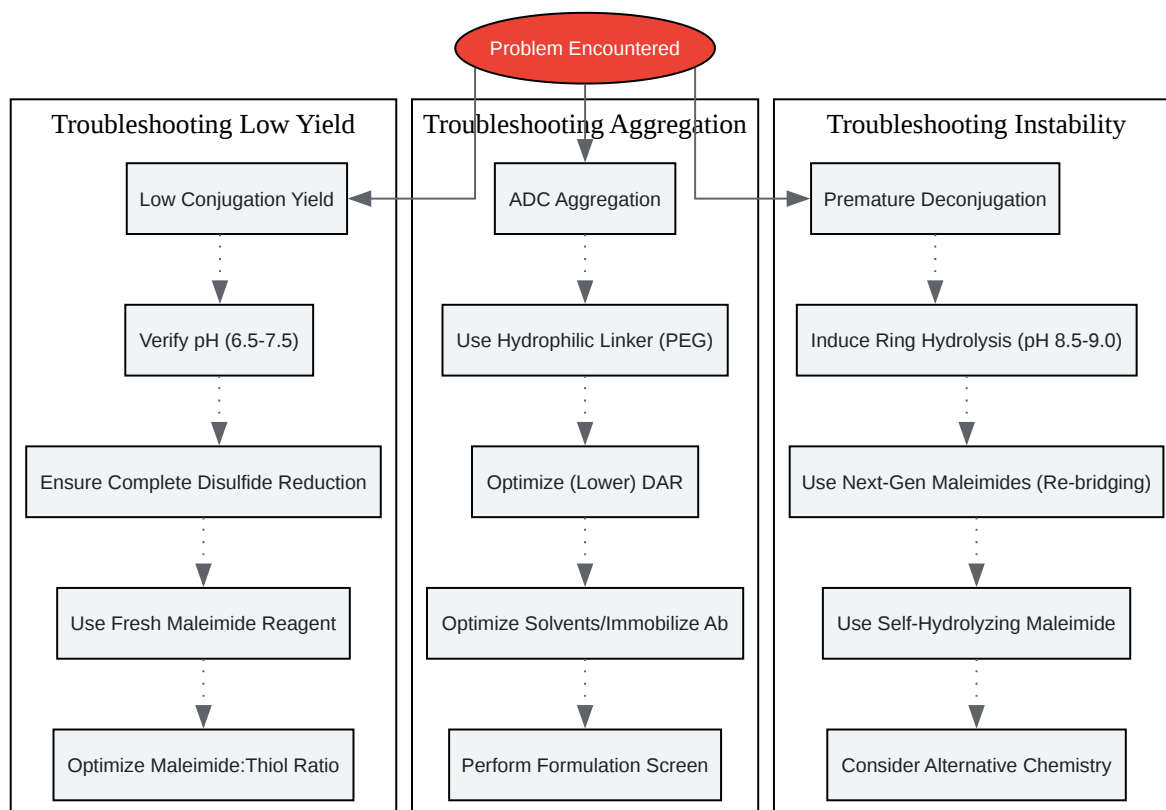 Problem Encountered
Troubleshooting Low Yield
Low Conjugation Yield
Verify pH (6.5-7.5)
Ensure Complete Disulfide Reduction
Use Fresh Maleimide Reagent
Optimize Maleimide:Thiol Ratio
Troubleshooting Aggregation
ADC Aggregation
Use Hydrophilic Linker (PEG)
Optimize (Lower) DAR
Optimize Solvents/Immobilize Ab
Perform Formulation Screen
Troubleshooting Instability
Premature Deconjugation
Induce Ring Hydrolysis (pH 8.5-9.0)
Use Next-Gen Maleimides (Re-bridging)
Use Self-Hydrolyzing Maleimide
Consider Alternative Chemistry